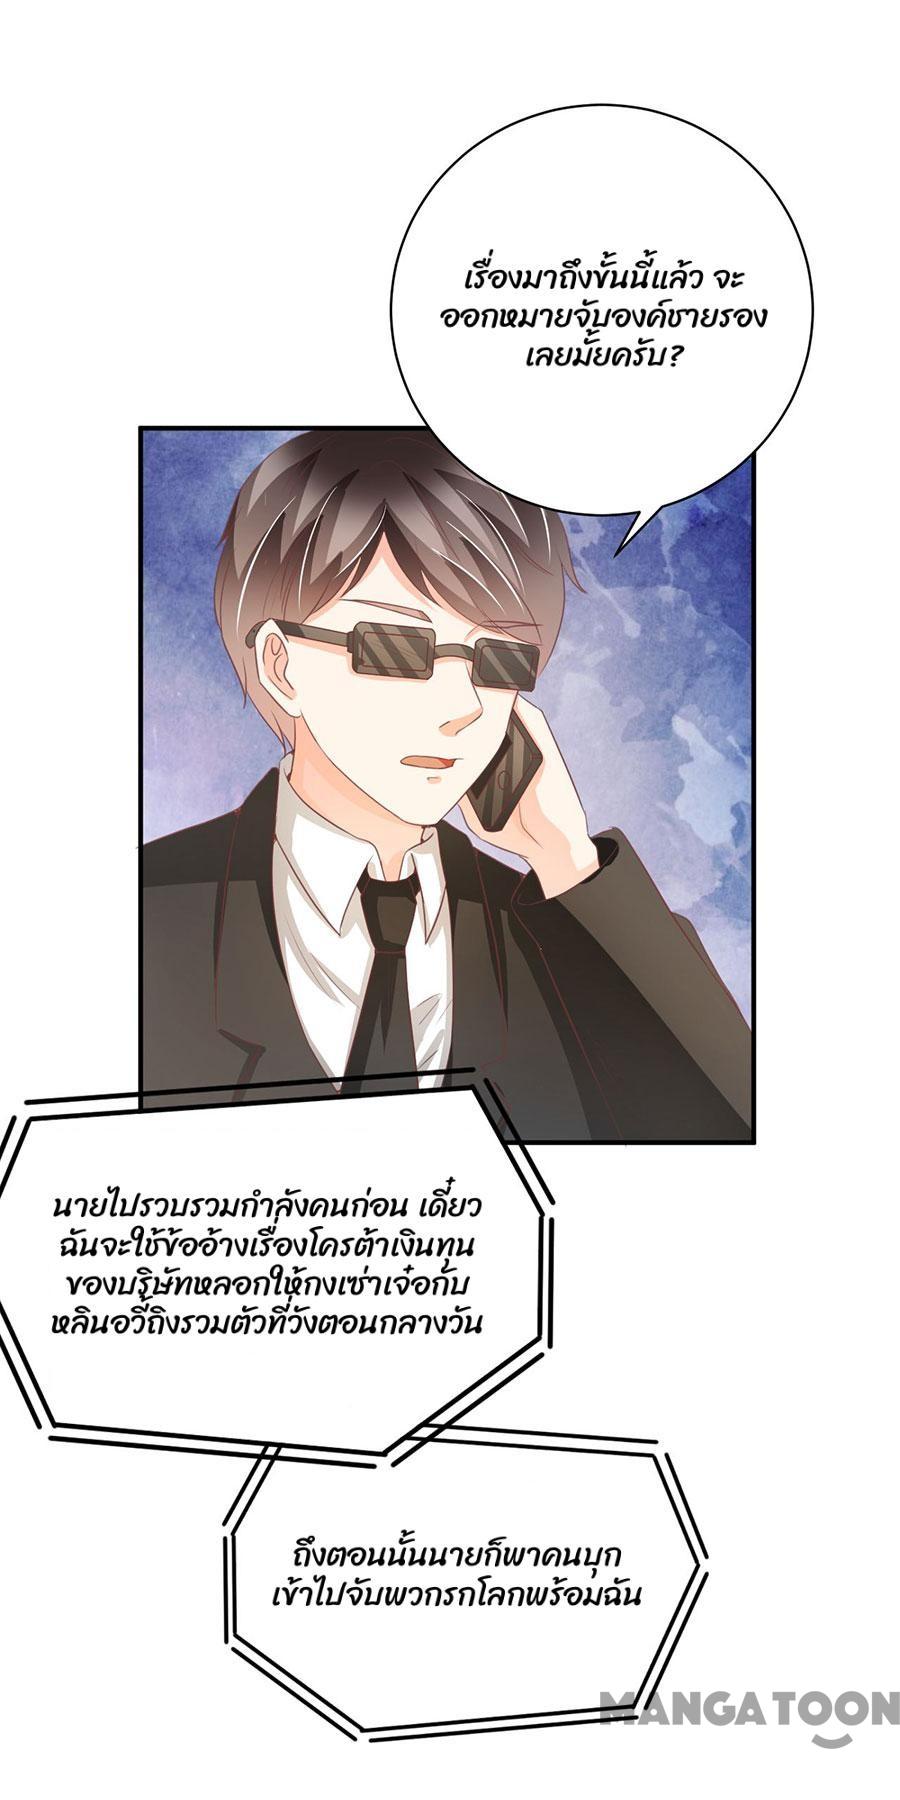 เรื่องมาถึงขั้นนี้แล้ว จะ
ออกหมายจับองค์ชายรอง
เลยมั้ยครับ?
นายไปรวบรวมกำลังคนก่อน เดี๋ยว
ฉันจะใช้ข้ออ้างเรื่องโครต้าเงินทุน
ของบริษัทหลอกให้กงเซ่าเจ๋อกับ
หลินอวี้ถิงรวมตัวที่วังตอนกลางวัน
ถึงตอนนั้นนายก็พาคนบุก
เข้าไปจับพวกรกโลกพร้อมฉัน
MANGATOON